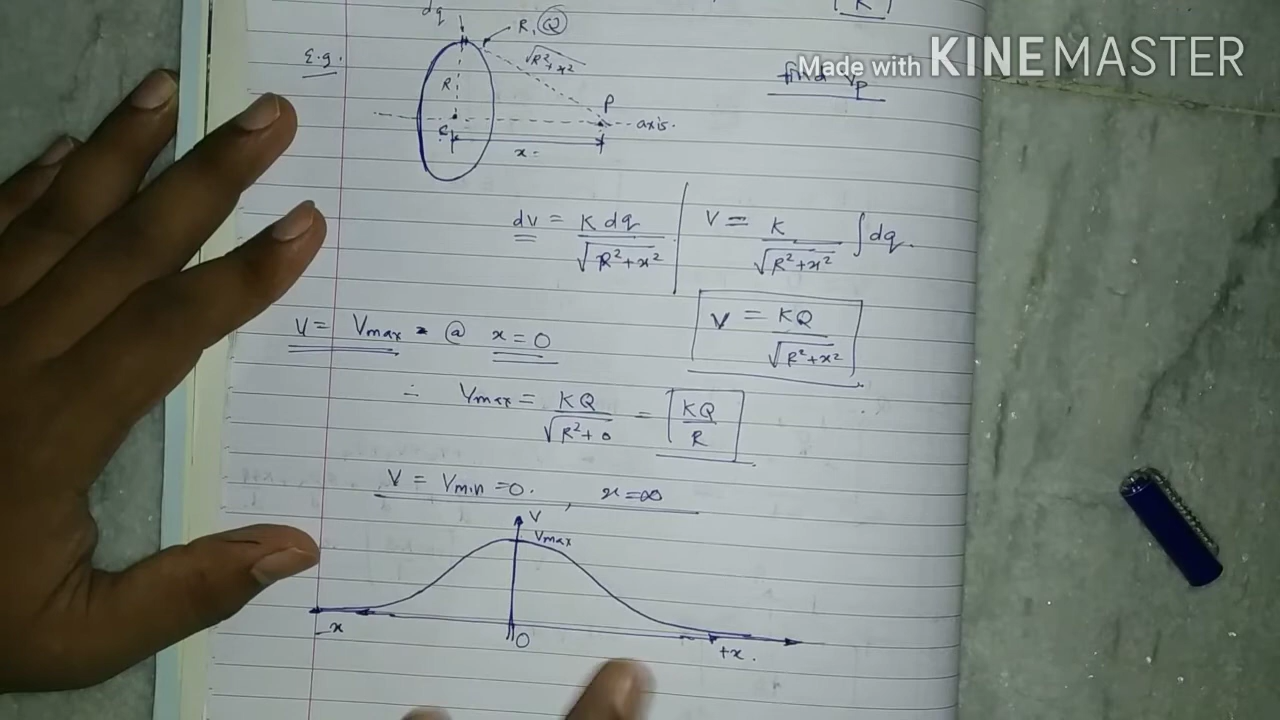 K
dq
R, Q
E.g.
√R²+x²
R
Made with KINEMASTER
find Vp
P
axis.
C
x
dv = K dq / √R²+x²
V = K / √R²+x² ∫dq.
V = KQ / √R²+x²
V = Vmax @ x=0
∴ Vmax = KQ / √R²+0 = KQ / R
V = Vmin =0. , x=∞
V
Vmax
-x
O
+x.